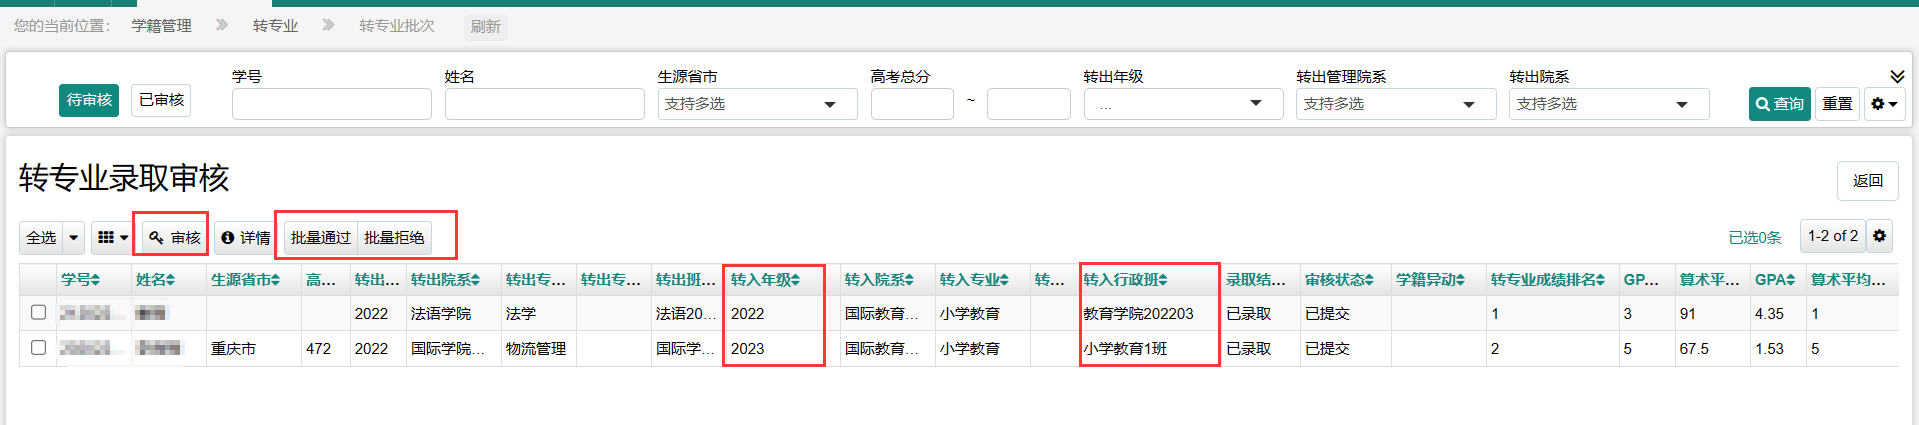 您的当前位置： 学籍管理 转专业 转专业批次 刷新
待审核 已审核
学号 姓名 生源省市 高考总分 转出年级 转出管理院系 转出院系
支持多选 ~ ... 支持多选 支持多选
查询 重置
转专业录取审核
返回
全选 审核 详情 批量通过 批量拒绝
已选0条 1-2 of 2
学号 姓名 生源省市 高... 转出... 转出院系 转出专... 转出专... 转出班... 转入年级 转入院系 转入专业 转... 转入行政班 录取结... 审核状态 学籍异动 转专业成绩排名 GP... 算术平... GPA 算术平均...
2022 法语学院 法学 法语20... 2022 国际教育... 小学教育 教育学院202203 已录取 已提交 1 3 91 4.35 1
重庆市 472 2022 国际学院... 物流管理 国际学... 2023 国际教育... 小学教育 小学教育1班 已录取 已提交 2 5 67.5 1.53 5